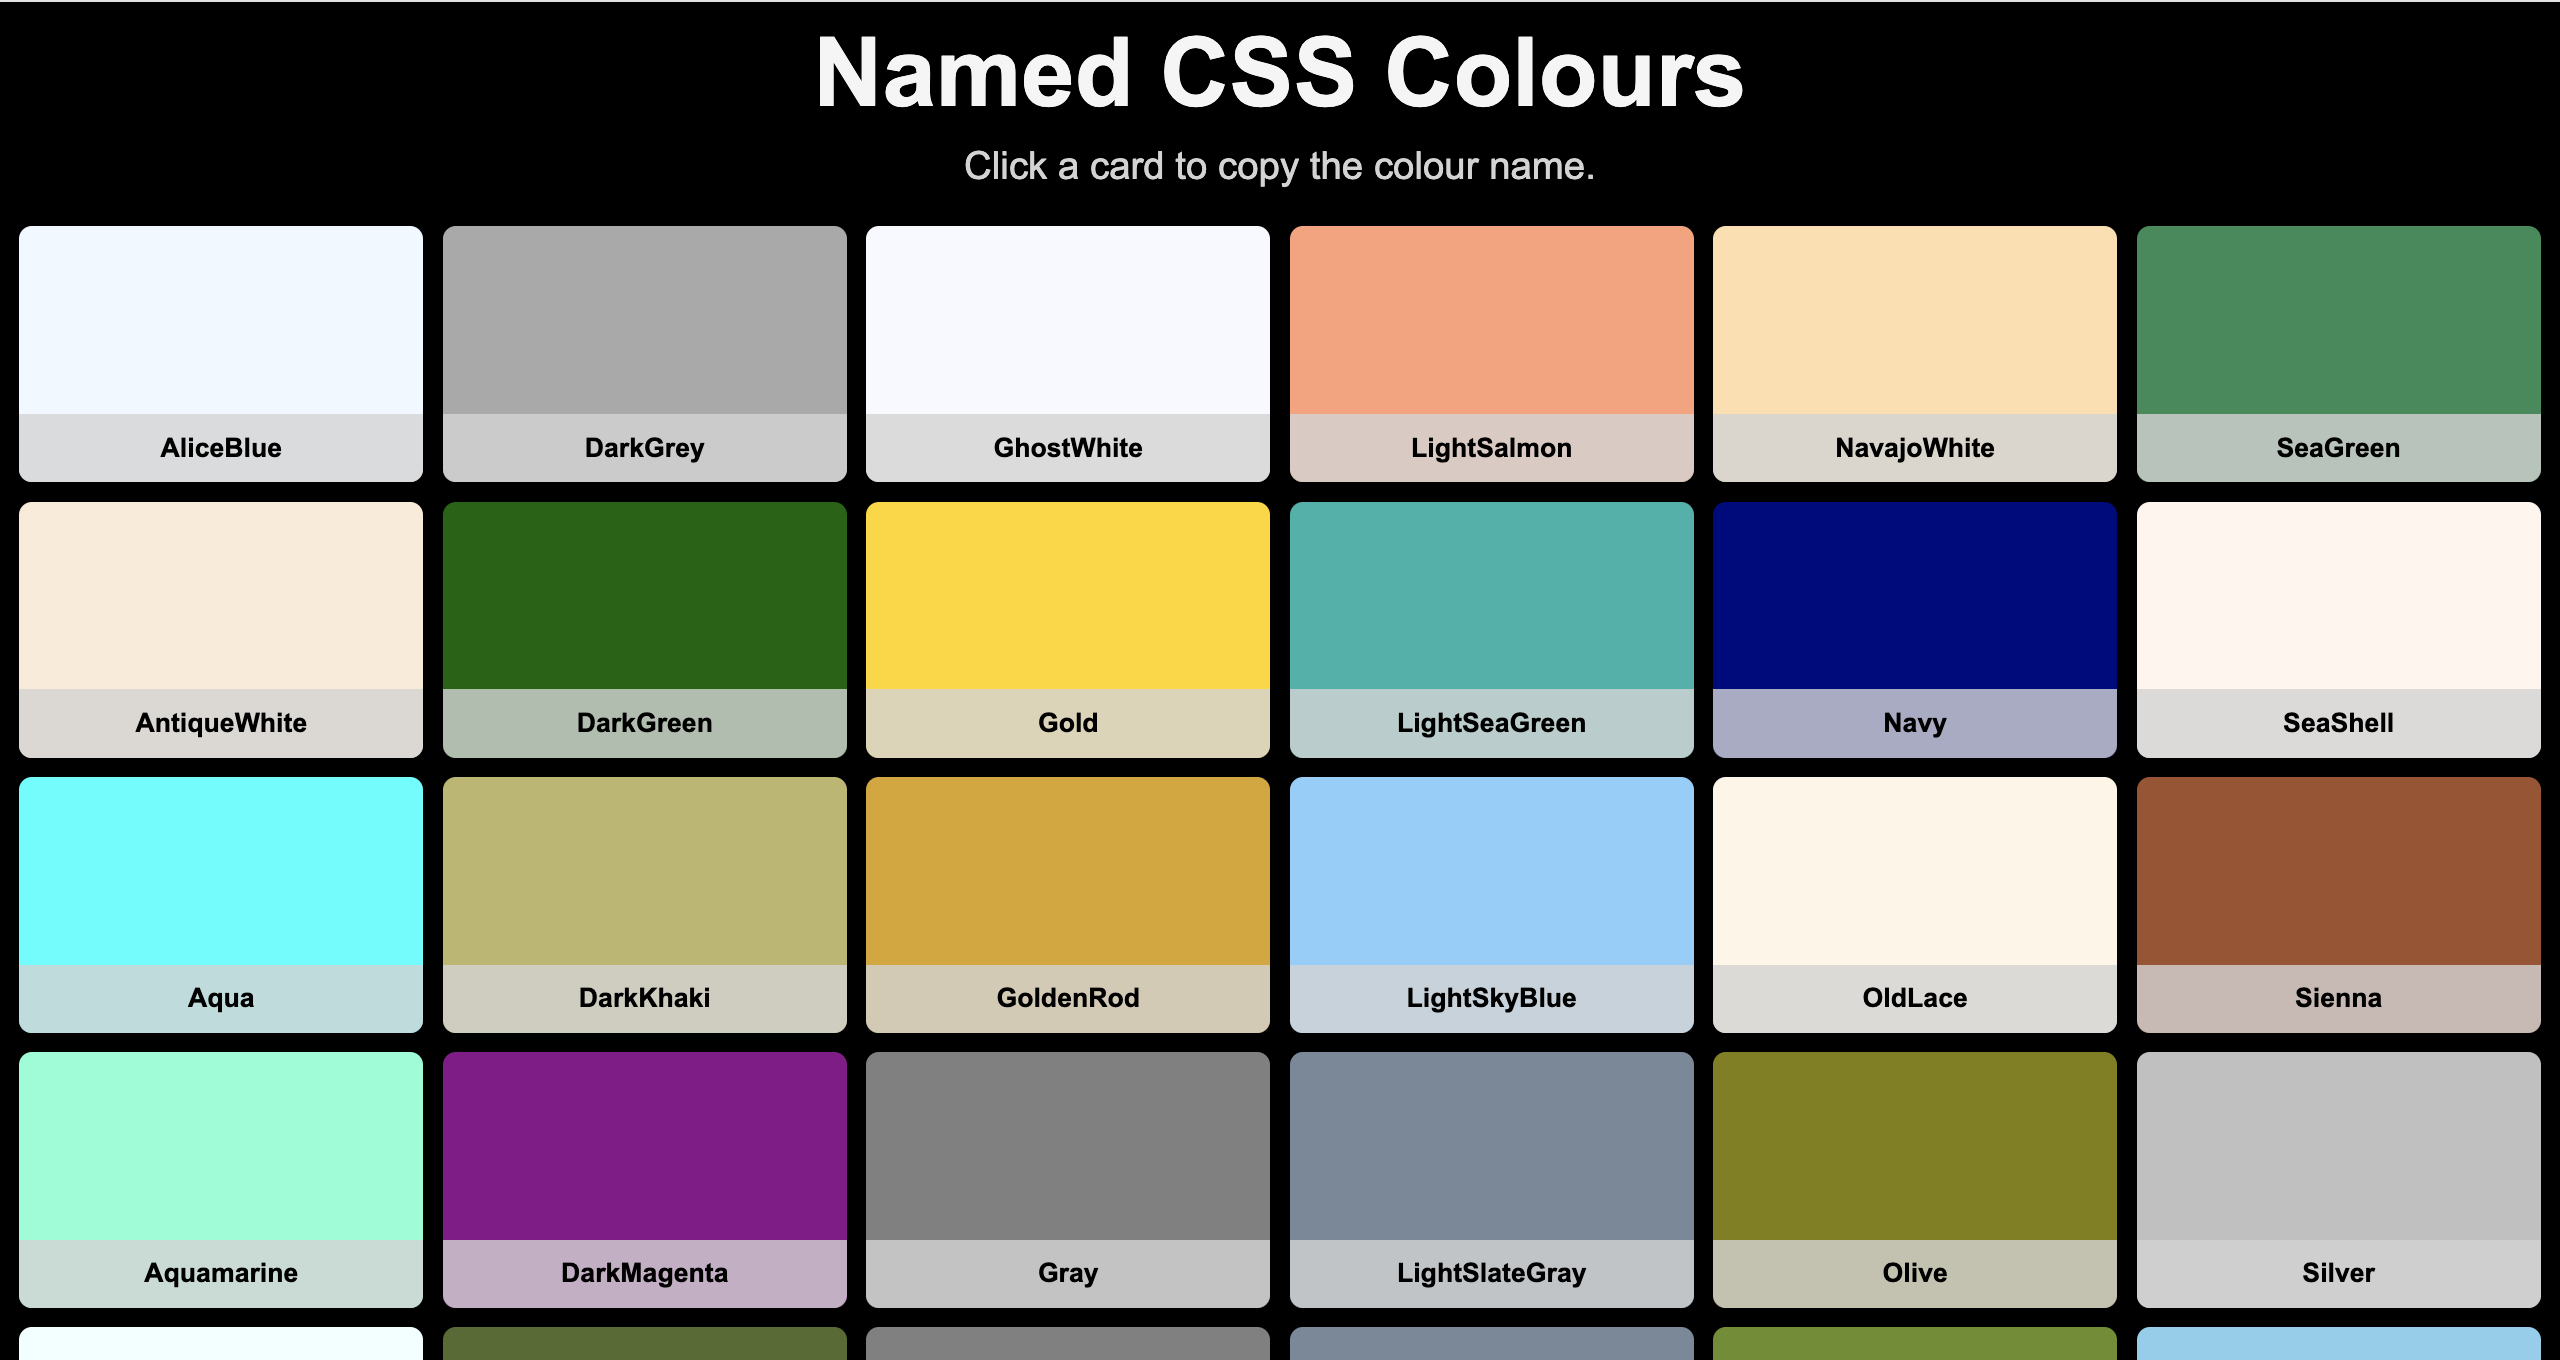 Named CSS Colours
Click a card to copy the colour name.
AliceBlue
DarkGrey
GhostWhite
LightSalmon
NavajoWhite
SeaGreen
AntiqueWhite
DarkGreen
Gold
LightSeaGreen
Navy
SeaShell
Aqua
DarkKhaki
GoldenRod
LightSkyBlue
OldLace
Sienna
Aquamarine
DarkMagenta
Gray
LightSlateGray
Olive
Silver